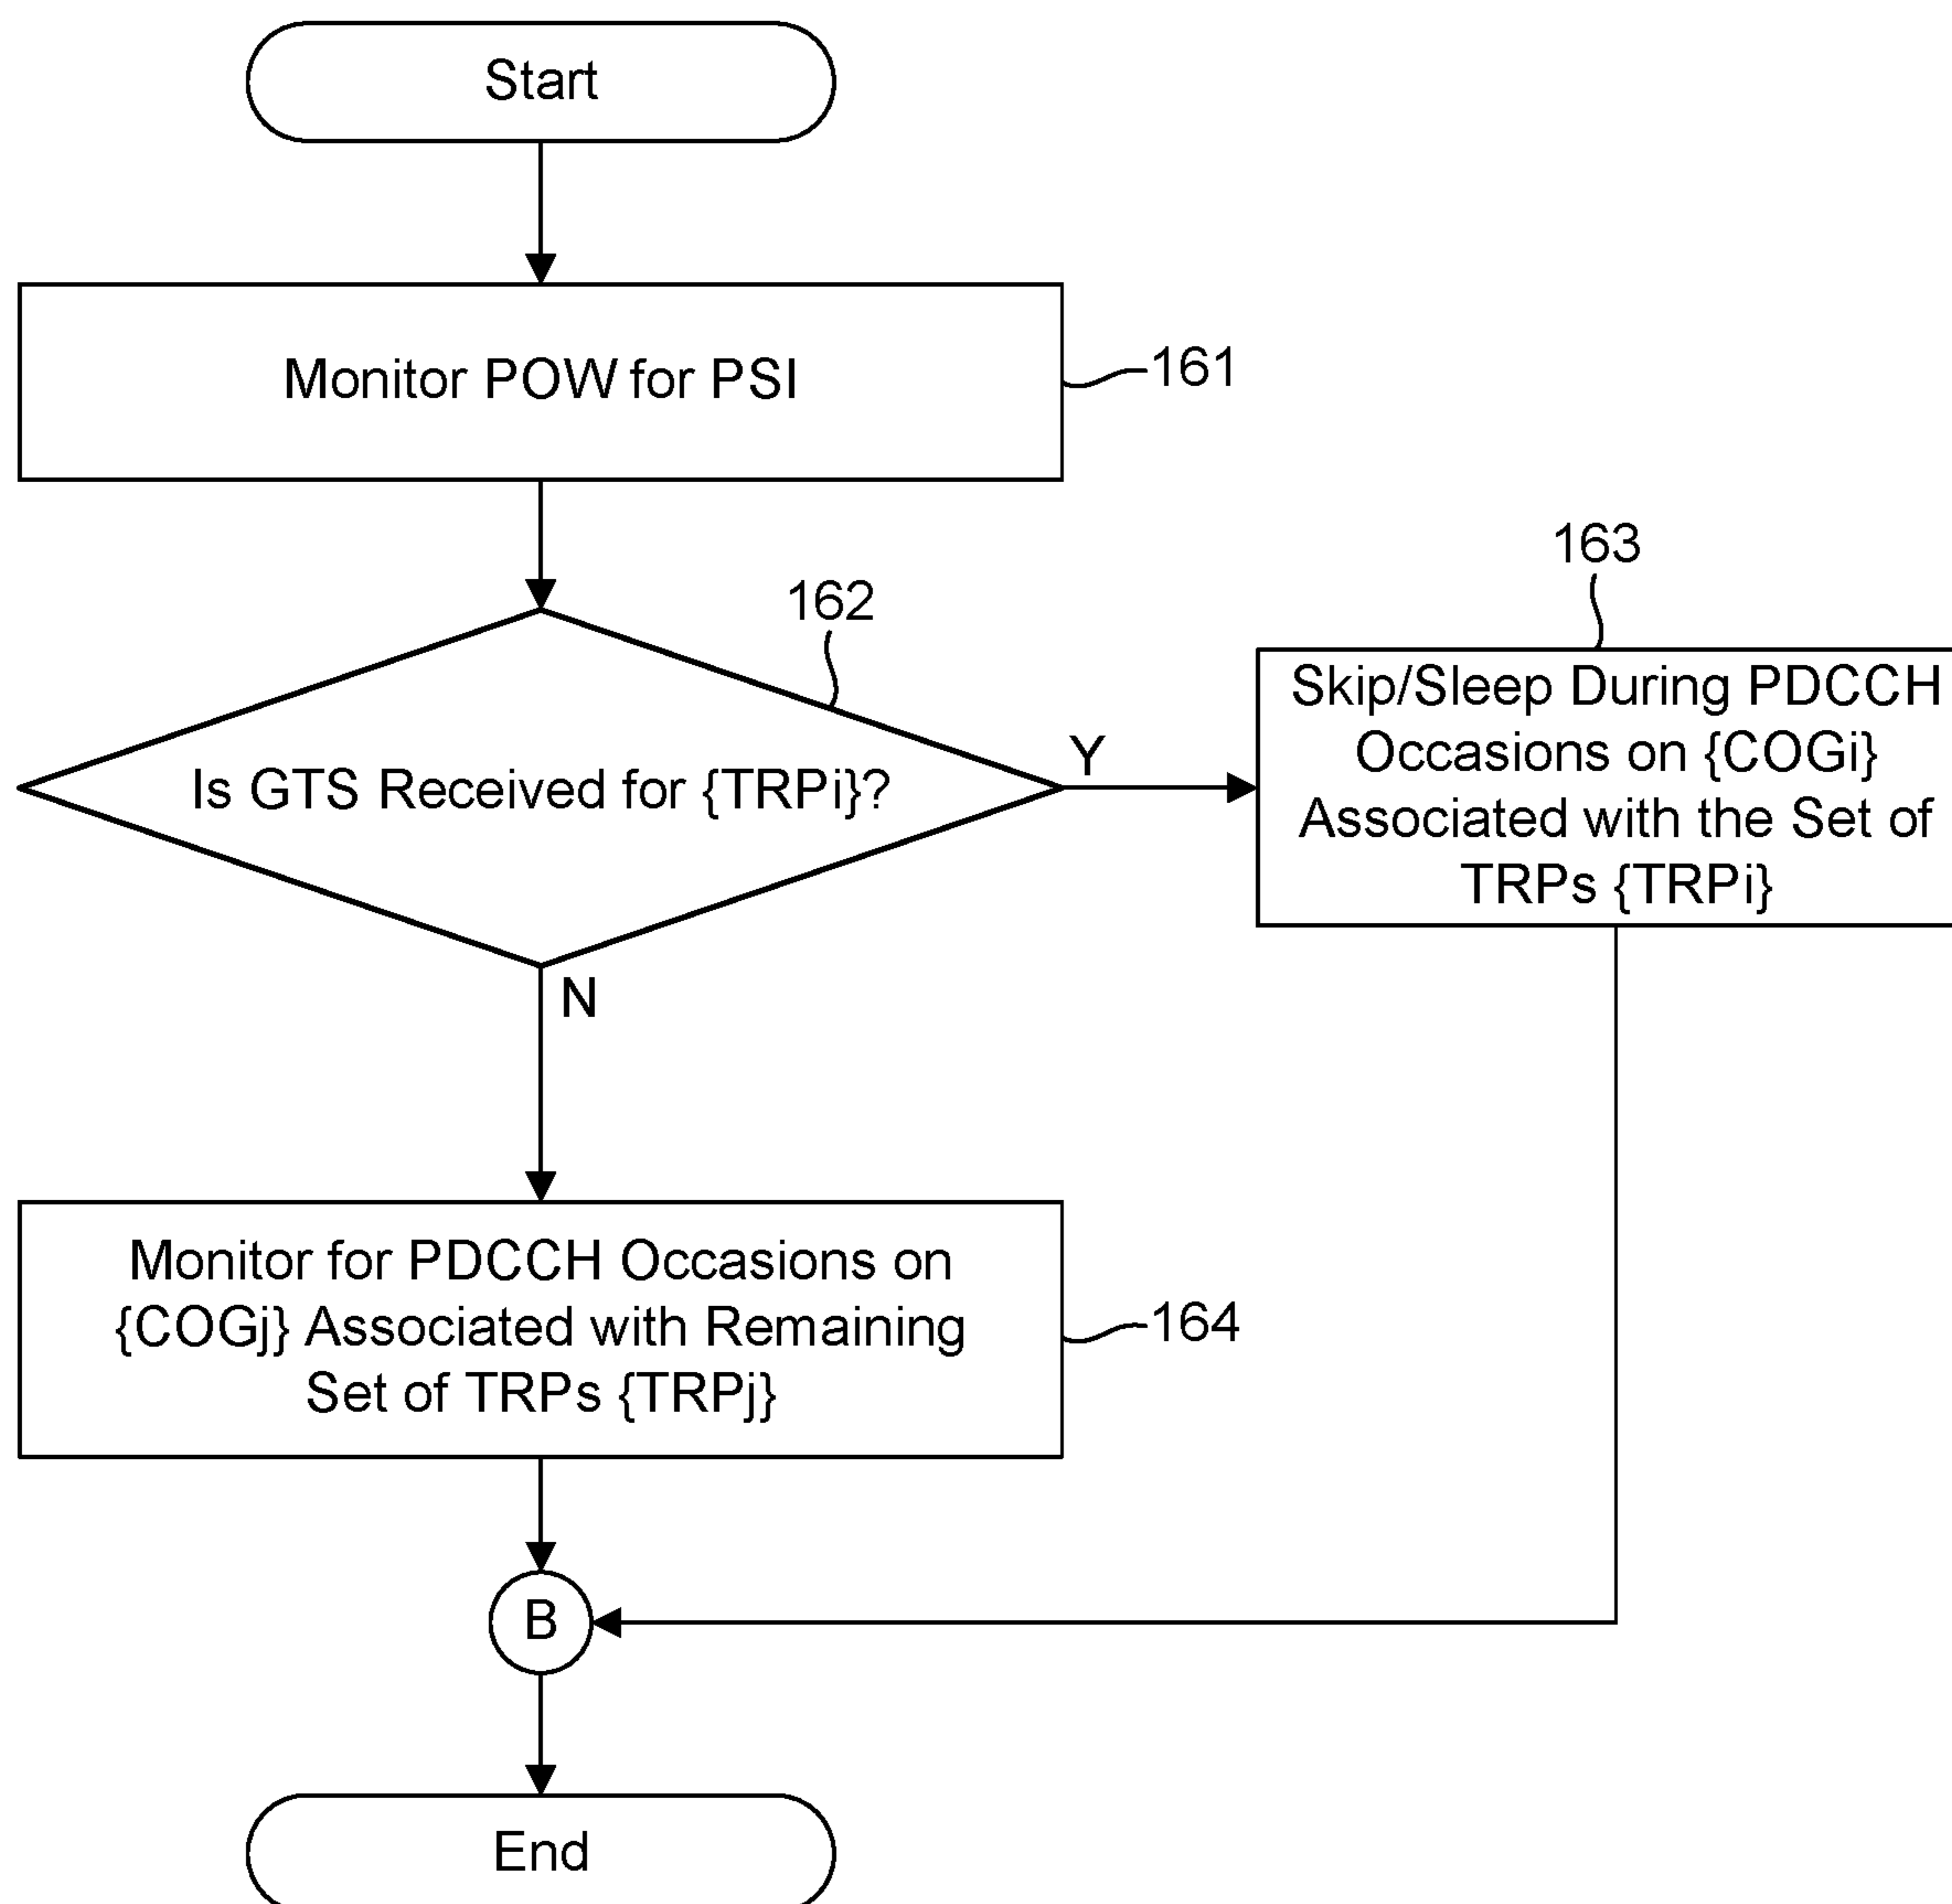 Start
Monitor POW for PSI
161
162
Is GTS Received for {TRPi}?
Y
N
163
Skip/Sleep During PDCCH
Occasions on {COGi}
Associated with the Set of
TRPs {TRPi}
Monitor for PDCCH Occasions on
{COGj} Associated with Remaining
Set of TRPs {TRPj}
164
B
End